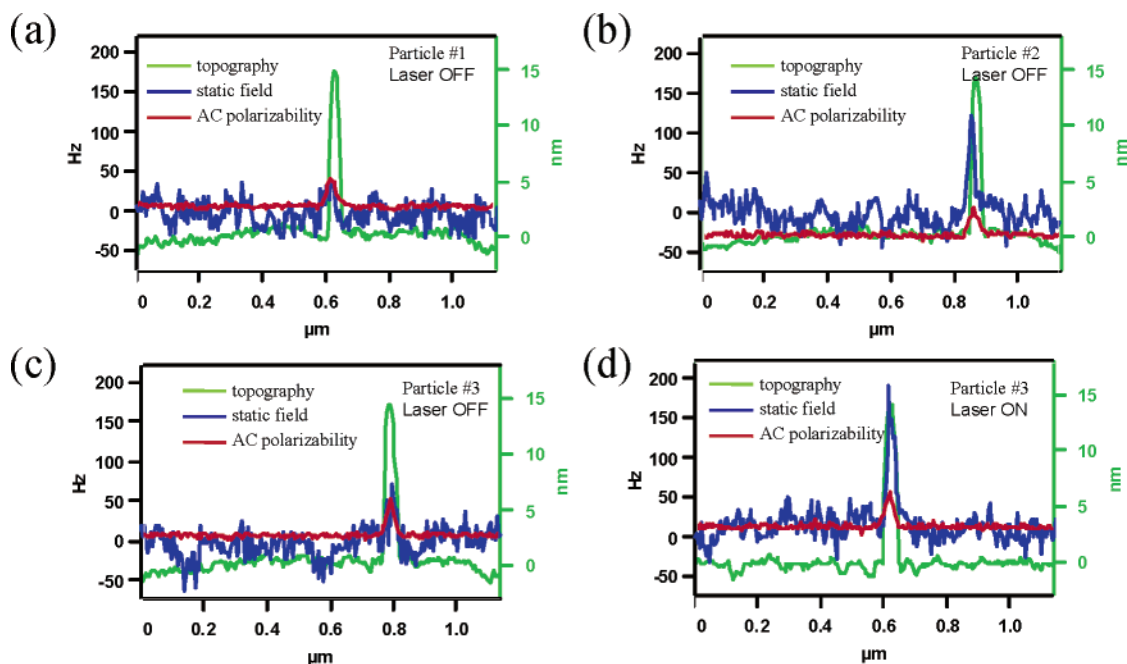 (a)
200
150
100
50
0
-50
Hz
topography
static field
AC polarizability
Particle #1
Laser OFF
15
10
5
0
nm
0 0.2 0.4 0.6 0.8 1.0
µm
(b)
200
150
100
50
0
-50
Hz
topography
static field
AC polarizability
Particle #2
Laser OFF
15
10
5
0
nm
0 0.2 0.4 0.6 0.8 1.0
µm
(c)
200
150
100
50
0
-50
Hz
topography
static field
AC polarizability
Particle #3
Laser OFF
15
10
5
0
nm
0 0.2 0.4 0.6 0.8 1.0
µm
(d)
200
150
100
50
0
-50
Hz
topography
static field
AC polarizability
Particle #3
Laser ON
15
10
5
0
nm
0 0.2 0.4 0.6 0.8 1.0
µm